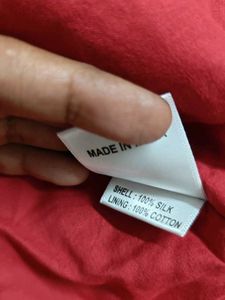 MADE IN
SHELL : 100% SILK
LINING : 100% COTTON